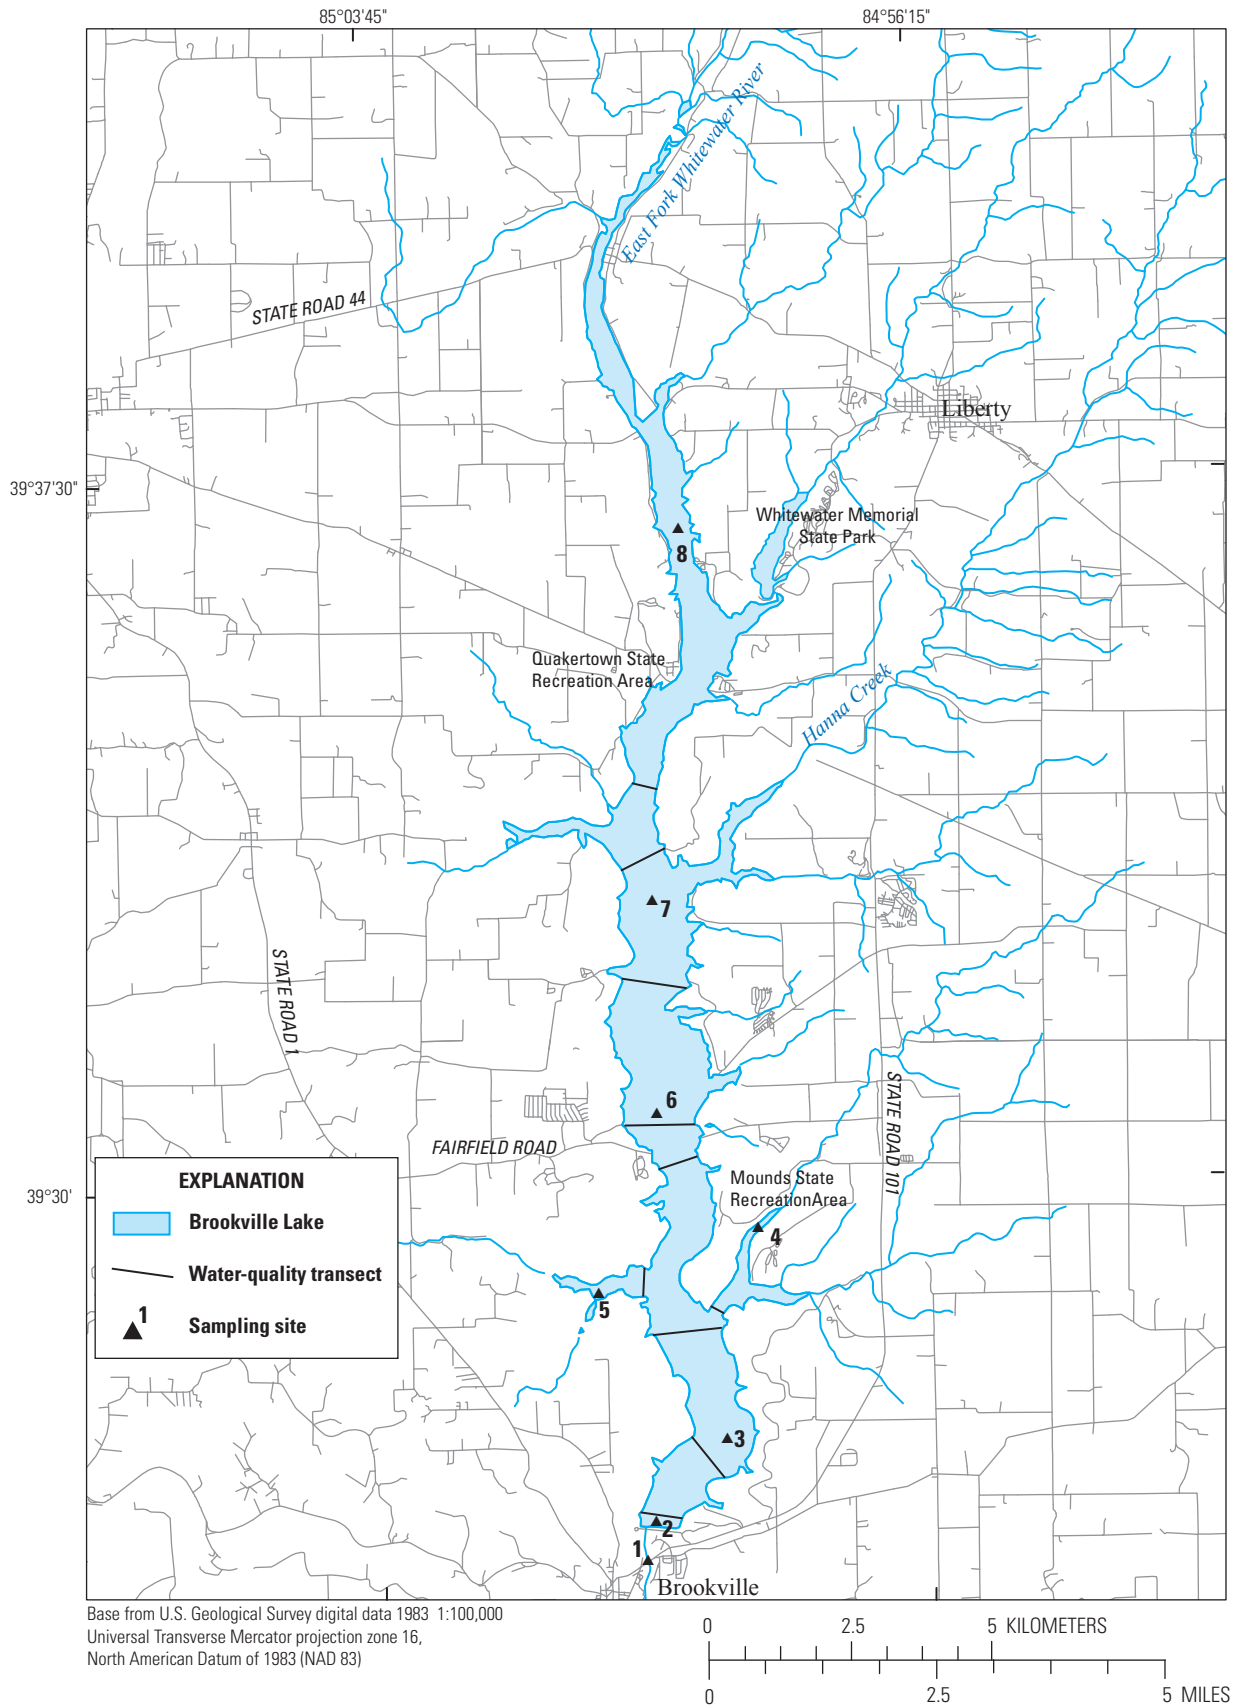 85°03'45"
84°56'15"
East Fork Whitewater River
STATE ROAD 44
Liberty
39°37'30"
Whitewater Memorial
State Park
8
Quakertown State
Recreation Area
Hanna Creek
7
STATE ROAD 1
6
STATE ROAD 101
FAIRFIELD ROAD
Mounds State
RecreationArea
39°30'
4
5
3
2
1
Brookville
EXPLANATION
Brookville Lake
Water-quality transect
1
Sampling site
Base from U.S. Geological Survey digital data 1983 1:100,000
Universal Transverse Mercator projection zone 16,
North American Datum of 1983 (NAD 83)
0 2.5 5 KILOMETERS
0 2.5 5 MILES